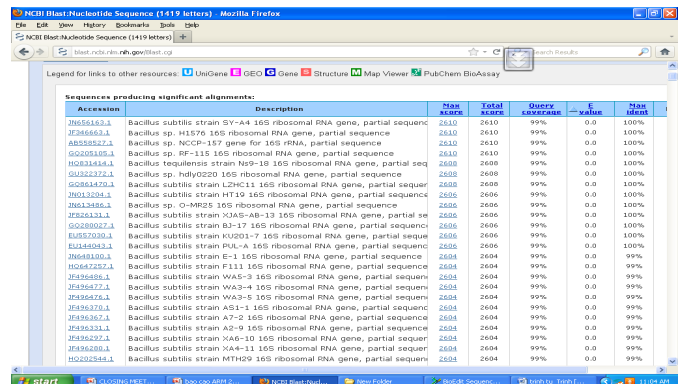 NCBI Blast:Nucleotide Sequence (1419 letters) - Mozilla Firefox
File Edit View History Bookmarks Tools Help
NCBI Blast:Nucleotide Sequence (1419 letters) +
blast.ncbi.nlm.nih.gov/Blast.cgi Search Results
Legend for links to other resources: U UniGene E GEO G Gene S Structure M Map Viewer PubChem BioAssay
Sequences producing significant alignments:
Accession Description Max score Total score Query coverage E value Max ident
JN656163.1 Bacillus subtilis strain SY-A4 16S ribosomal RNA gene, partial sequenc 2610 2610 99% 0.0 100%
JF346663.1 Bacillus sp. H1S76 16S ribosomal RNA gene, partial sequence 2610 2610 99% 0.0 100%
AB558527.1 Bacillus sp. NCCP-157 gene for 16S rRNA, partial sequence 2610 2610 99% 0.0 100%
GQ205105.1 Bacillus sp. RF-115 16S ribosomal RNA gene, partial sequence 2610 2610 99% 0.0 100%
HQ831414.1 Bacillus tequilensis strain Ns9-18 16S ribosomal RNA gene, partial seq 2608 2608 99% 0.0 100%
GU322372.1 Bacillus sp. hdly0220 16S ribosomal RNA gene, partial sequence 2608 2608 99% 0.0 100%
GQ861470.1 Bacillus subtilis strain LZHC11 16S ribosomal RNA gene, partial sequer 2608 2608 99% 0.0 100%
JN013204.1 Bacillus subtilis strain HT19 16S ribosomal RNA gene, partial sequence 2606 2606 99% 0.0 100%
JN613486.1 Bacillus sp. O-MR25 16S ribosomal RNA gene, partial sequence 2606 2606 99% 0.0 100%
JF826131.1 Bacillus subtilis strain XJAS-AB-13 16S ribosomal RNA gene, partial se 2606 2606 99% 0.0 100%
GQ280027.1 Bacillus subtilis strain BJ-17 16S ribosomal RNA gene, partial sequenc 2606 2606 99% 0.0 100%
EU557030.1 Bacillus subtilis strain KU201-7 16S ribosomal RNA gene, partial seque 2606 2606 99% 0.0 100%
EU144043.1 Bacillus subtilis strain PUL-A 16S ribosomal RNA gene, partial sequenc 2606 2606 99% 0.0 100%
JN648100.1 Bacillus subtilis strain E-1 16S ribosomal RNA gene, partial sequence 2604 2604 99% 0.0 99%
HQ647257.1 Bacillus subtilis strain F111 16S ribosomal RNA gene, partial sequen 2604 2604 99% 0.0 99%
JF496486.1 Bacillus subtilis strain WA5-3 16S ribosomal RNA gene, partial sequen 2604 2604 99% 0.0 99%
JF496477.1 Bacillus subtilis strain WA3-4 16S ribosomal RNA gene, partial sequen 2604 2604 99% 0.0 99%
JF496476.1 Bacillus subtilis strain WA3-5 16S ribosomal RNA gene, partial sequen 2604 2604 99% 0.0 99%
JF496370.1 Bacillus subtilis strain AS1-1 16S ribosomal RNA gene, partial sequen 2604 2604 99% 0.0 99%
JF496367.1 Bacillus subtilis strain A7-2 16S ribosomal RNA gene, partial sequence 2604 2604 99% 0.0 99%
JF496331.1 Bacillus subtilis strain A2-9 16S ribosomal RNA gene, partial sequence 2604 2604 99% 0.0 99%
JF496297.1 Bacillus subtilis strain XA6-10 16S ribosomal RNA gene, partial sequen 2604 2604 99% 0.0 99%
JF496280.1 Bacillus subtilis strain XA4-11 16S ribosomal RNA gene, partial sequen 2604 2604 99% 0.0 99%
HQ202544.1 Bacillus subtilis strain MTH29 16S ribosomal RNA gene, partial sequen 2604 2604 99% 0.0 99%
start CLOSING MEET... bao cao ARM 2... NCBI Blast:Nucl... New Folder BioEdit Sequenc... trinh tu Trinh [... 11:04 AM